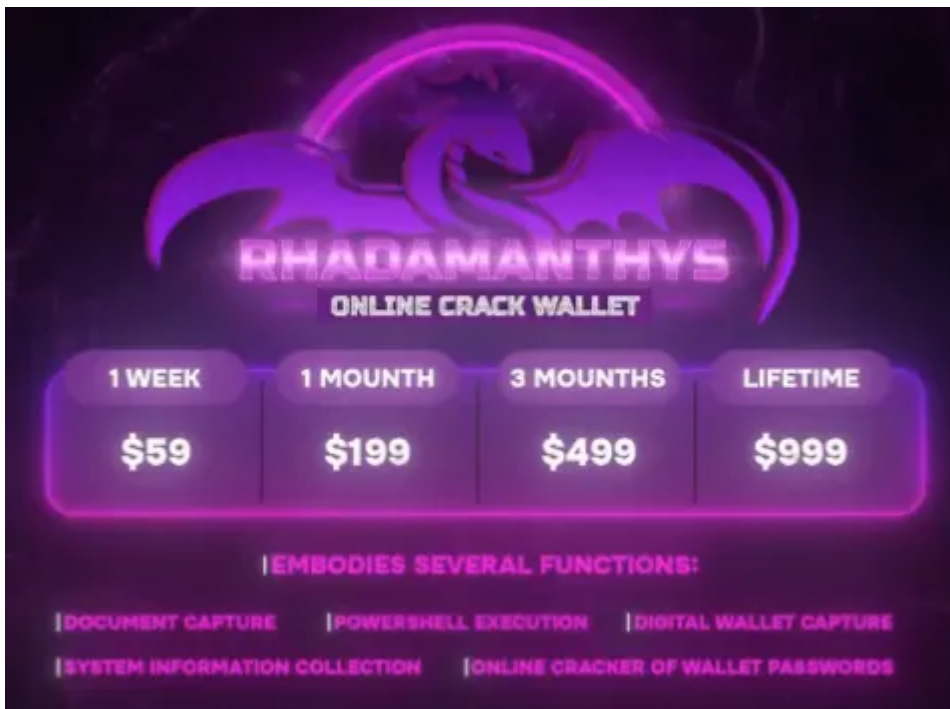 RHADAMANTHYS
ONLINE CRACK WALLET
1 WEEK 1 MOUNTH 3 MOUNTHS LIFETIME
$59 $199 $499 $999
EMBODIES SEVERAL FUNCTIONS:
DOCUMENT CAPTURE POWERSHELL EXECUTION DIGITAL WALLET CAPTURE
SYSTEM INFORMATION COLLECTION ONLINE CRACKER OF WALLET PASSWORDS